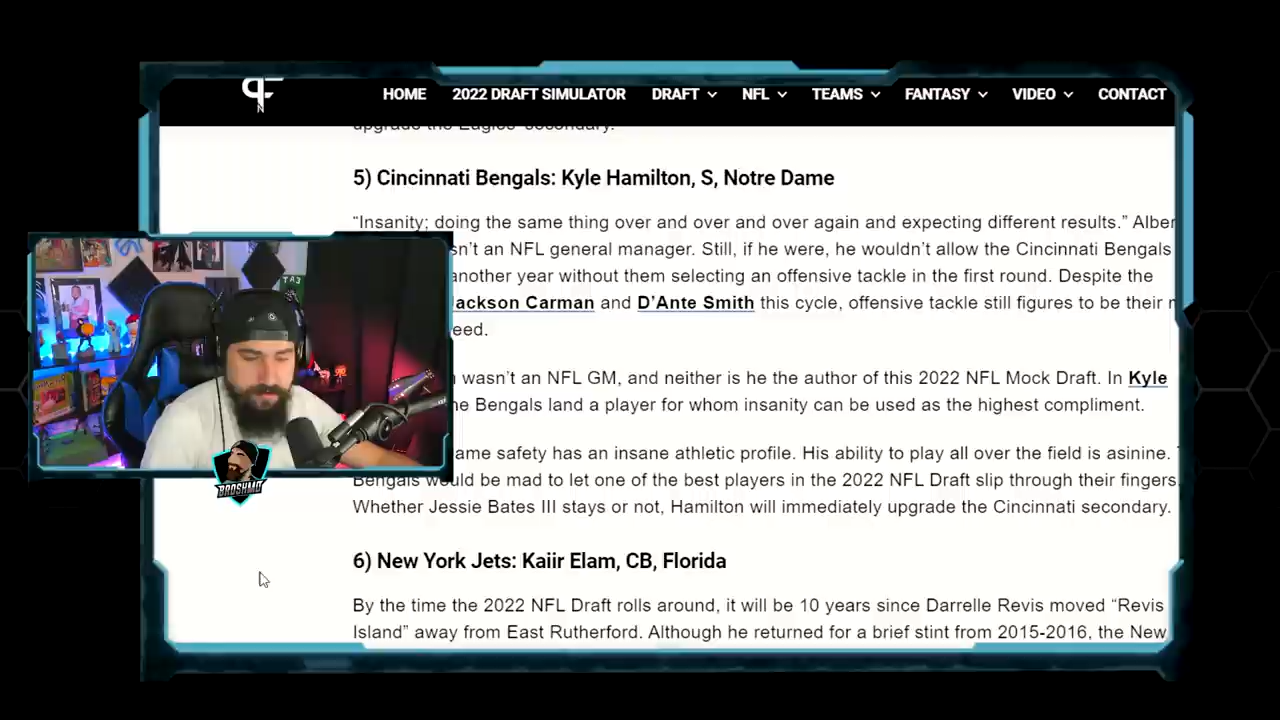 HOME 2022 DRAFT SIMULATOR DRAFT NFL TEAMS FANTASY VIDEO CONTACT
upgrade the Eagles' secondary.
5) Cincinnati Bengals: Kyle Hamilton, S, Notre Dame
“Insanity; doing the same thing over and over and over again and expecting different results.” Alber
sn’t an NFL general manager. Still, if he were, he wouldn’t allow the Cincinnati Bengals
another year without them selecting an offensive tackle in the first round. Despite the
ackson Carman and D’Ante Smith this cycle, offensive tackle still figures to be their
eed.
wasn’t an NFL GM, and neither is he the author of this 2022 NFL Mock Draft. In Kyle
e Bengals land a player for whom insanity can be used as the highest compliment.
ame safety has an insane athletic profile. His ability to play all over the field is asinine.
Bengals would be mad to let one of the best players in the 2022 NFL Draft slip through their fingers.
Whether Jessie Bates III stays or not, Hamilton will immediately upgrade the Cincinnati secondary.
BROSHMO
6) New York Jets: Kaiir Elam, CB, Florida
By the time the 2022 NFL Draft rolls around, it will be 10 years since Darrelle Revis moved “Revis
Island” away from East Rutherford. Although he returned for a brief stint from 2015-2016, the New